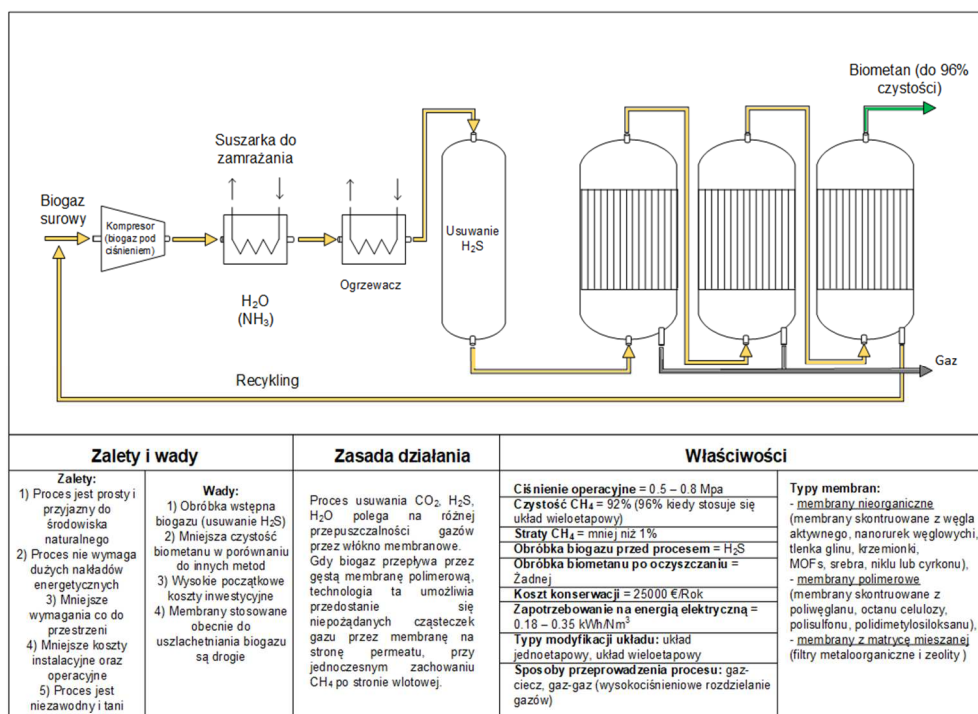 Biometan (do 96%
czystości)
Suszarka do
zamrażania
Biogaz
surowy
Kompresor
(biogaz pod
ciśnieniem)
Usuwanie
H₂S
Ogrzewacz
H₂O
(NH₃)
Recykling
Gaz
Zalety i wady
Zalety:
1) Proces jest prosty i
przyjazny do
środowiska
naturalnego
2) Proces nie wymaga
dużych nakładów
energetycznych
3) Mniejsze
wymagania co do
przestrzeni
4) Mniejsze koszty
instalacyjne oraz
operacyjne
5) Proces jest
niezawodny i tani
Wady:
1) Obróbka wstępna
biogazu (usuwanie H₂S)
2) Mniejsza czystość
biometanu w porównaniu
do innych metod
3) Wysokie początkowe
koszty inwestycyjne
4) Membrany stosowane
obecnie do
uszlachetniania biogazu
są drogie
Zasada działania
Proces usuwania CO₂, H₂S,
H₂O polega na różnej
przepuszczalności gazów
przez włókno membranowe.
Gdy biogaz przepływa przez
gęstą membranę polimerową,
technologia ta umożliwia
przedostanie się
niepożądanych cząsteczek
gazu przez membranę na
stronę permeatu, przy
jednoczesnym zachowaniu
CH₄ po stronie wlotowej.
Właściwości
Ciśnienie operacyjne = 0.5 – 0.8 Mpa
Czystość CH₄ = 92% (96% kiedy stosuje się
układ wieloetapowy)
Straty CH₄ = mniej niż 1%
Obróbka biogazu przed procesem = H₂S
Obróbka biometanu po oczyszczaniu =
Żadnej
Koszt konserwacji = 25000 €/Rok
Zapotrzebowanie na energię elektryczną =
0.18 – 0.35 kWh/Nm³
Typy modyfikacji układu: układ
jednoetapowy, układ wieloetapowy
Sposoby przeprowadzenia procesu: gaz-
ciecz, gaz-gaz (wysokociśnieniowe rozdzielanie
gazów)
Typy membran:
- membrany nieorganiczne
(membrany skontruowane z węgla
aktywnego, nanorurek węglowych,
tlenka glinu, krzemionki,
MOFs, srebra, niklu lub cyrkonu),
- membrany polimerowe
(membrany skonstruowane z
poliwęglanu, octanu celulozy,
polisulfonu, polidimetylosiloksanu),
- membrany z matrycę mieszaną
(filtry metaloorganiczne i zeolity )